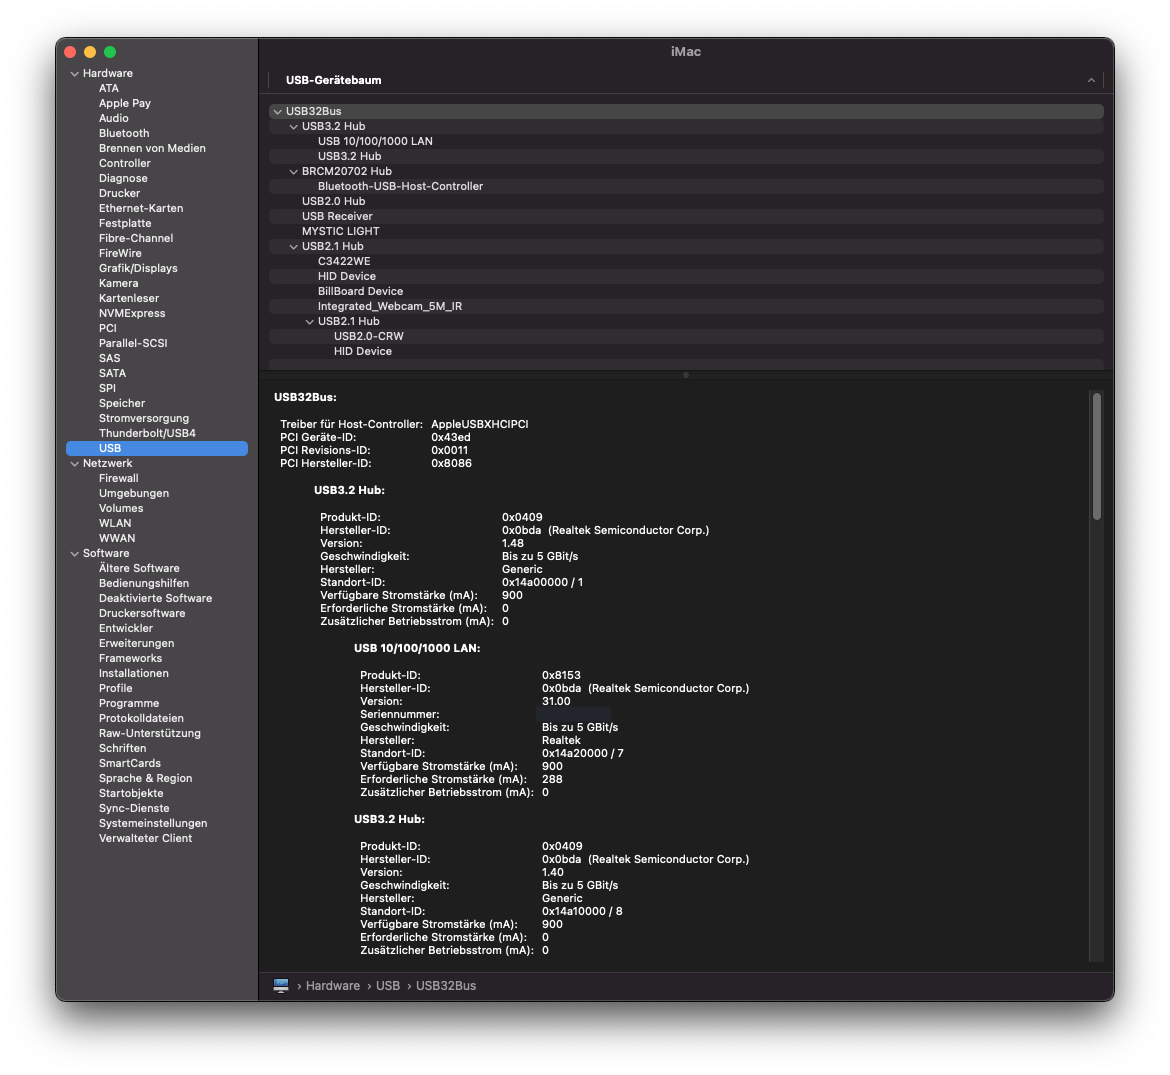 iMac
Hardware
ATA
Apple Pay
Audio
Bluetooth
Brennen von Medien
Controller
Diagnose
Drucker
Ethernet-Karten
Festplatte
Fibre-Channel
FireWire
Grafik/Displays
Kamera
Kartenleser
NVMExpress
PCI
Parallel-SCSI
SAS
SATA
SPI
Speicher
Stromversorgung
Thunderbolt/USB4
USB
Netzwerk
Firewall
Umgebungen
Volumes
WLAN
WWAN
Software
Ältere Software
Bedienungshilfen
Deaktivierte Software
Druckersoftware
Entwickler
Erweiterungen
Frameworks
Installationen
Profile
Programme
Protokolldateien
Raw-Unterstützung
Schriften
SmartCards
Sprache & Region
Startobjekte
Sync-Dienste
Systemeinstellungen
Verwalteter Client
USB-Gerätebaum
USB32Bus
USB3.2 Hub
USB 10/100/1000 LAN
USB3.2 Hub
BRCM20702 Hub
Bluetooth-USB-Host-Controller
USB2.0 Hub
USB Receiver
MYSTIC LIGHT
USB2.1 Hub
C3422WE
HID Device
BillBoard Device
Integrated_Webcam_5M_IR
USB2.1 Hub
USB2.0-CRW
HID Device
USB32Bus:
Treiber für Host-Controller: AppleUSBXHCIPCI
PCI Geräte-ID: 0x43ed
PCI Revisions-ID: 0x0011
PCI Hersteller-ID: 0x8086
USB3.2 Hub:
Produkt-ID: 0x0409
Hersteller-ID: 0x0bda (Realtek Semiconductor Corp.)
Version: 1.48
Geschwindigkeit: Bis zu 5 GBit/s
Hersteller: Generic
Standort-ID: 0x14a00000 / 1
Verfügbare Stromstärke (mA): 900
Erforderliche Stromstärke (mA): 0
Zusätzlicher Betriebsstrom (mA): 0
USB 10/100/1000 LAN:
Produkt-ID: 0x8153
Hersteller-ID: 0x0bda (Realtek Semiconductor Corp.)
Version: 31.00
Seriennummer:
Geschwindigkeit: Bis zu 5 GBit/s
Hersteller: Realtek
Standort-ID: 0x14a20000 / 7
Verfügbare Stromstärke (mA): 900
Erforderliche Stromstärke (mA): 288
Zusätzlicher Betriebsstrom (mA): 0
USB3.2 Hub:
Produkt-ID: 0x0409
Hersteller-ID: 0x0bda (Realtek Semiconductor Corp.)
Version: 1.40
Geschwindigkeit: Bis zu 5 GBit/s
Hersteller: Generic
Standort-ID: 0x14a10000 / 8
Verfügbare Stromstärke (mA): 900
Erforderliche Stromstärke (mA): 0
Zusätzlicher Betriebsstrom (mA): 0
› Hardware › USB › USB32Bus